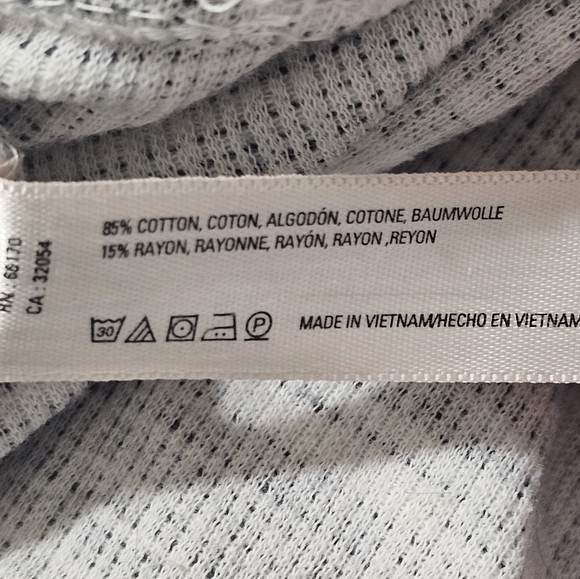 85% COTTON, COTON, ALGODÓN, COTONE, BAUMWOLLE
15% RAYON, RAYONNE, RAYÓN, RAYON ,REYON
30 P MADE IN VIETNAM/HECHO EN VIETNAM
RN : 66170
CA : 32054